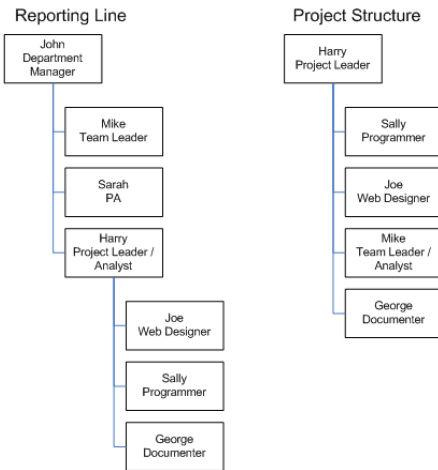 Reporting Line
John
Department
Manager
Mike
Team Leader
Sarah
PA
Harry
Project Leader /
Analyst
Joe
Web Designer
Sally
Programmer
George
Documenter
Project Structure
Harry
Project Leader
Sally
Programmer
Joe
Web Designer
Mike
Team Leader /
Analyst
George
Documenter